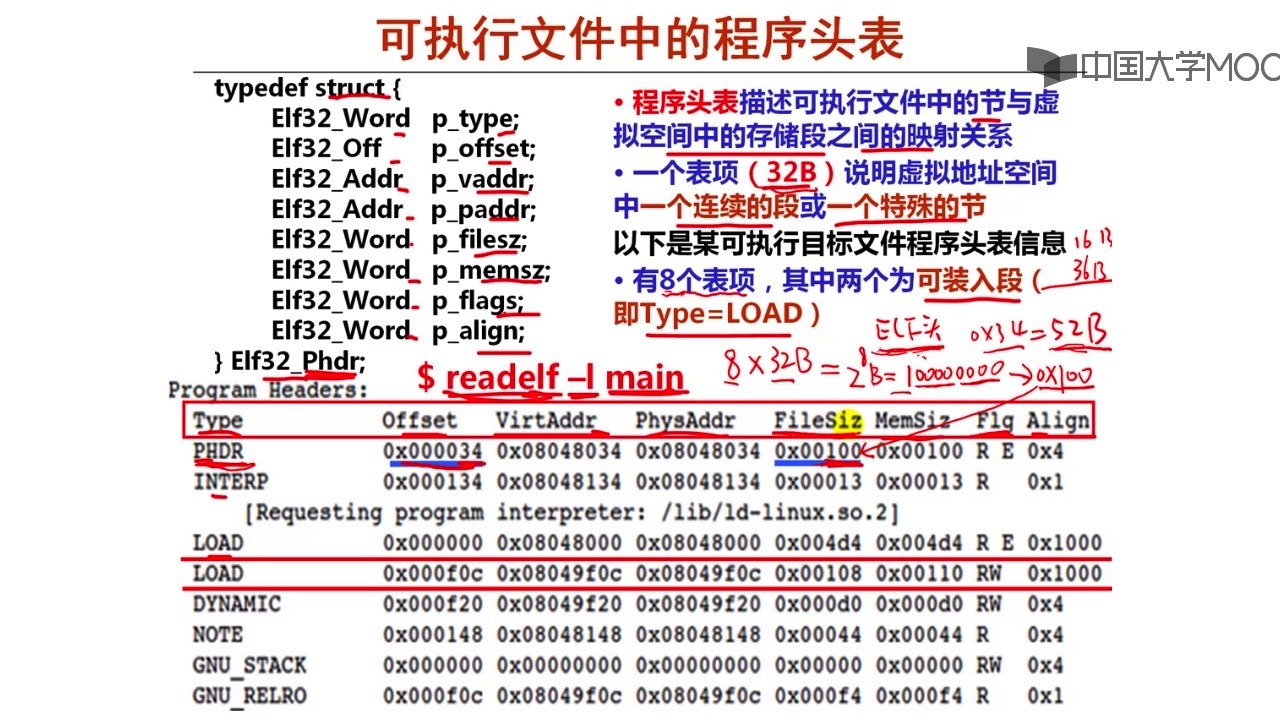 可执行文件中的程序头表
中国大学MOC
typedef struct {
Elf32_Word p_type;
Elf32_Off p_offset;
Elf32_Addr p_vaddr;
Elf32_Addr p_paddr;
Elf32_Word p_filesz;
Elf32_Word p_memsz;
Elf32_Word p_flags;
Elf32_Word p_align;
} Elf32_Phdr;
• 程序头表描述可执行文件中的节与虚
拟空间中的存储段之间的映射关系
• 一个表项（32B）说明虚拟地址空间
中一个连续的段或一个特殊的节
以下是某可执行目标文件程序头表信息
16B
• 有8个表项，其中两个为可装入段（
36B
即Type=LOAD）
ELF头 0x34=52B
8×32B=2^8B=100000000→0x100
$ readelf –l main
Program Headers:
Type Offset VirtAddr PhysAddr FileSiz MemSiz Flg Align
PHDR 0x000034 0x08048034 0x08048034 0x00100 0x00100 R E 0x4
INTERP 0x000134 0x08048134 0x08048134 0x00013 0x00013 R 0x1
[Requesting program interpreter: /lib/ld-linux.so.2]
LOAD 0x000000 0x08048000 0x08048000 0x004d4 0x004d4 R E 0x1000
LOAD 0x000f0c 0x08049f0c 0x08049f0c 0x00108 0x00110 RW 0x1000
DYNAMIC 0x000f20 0x08049f20 0x08049f20 0x000d0 0x000d0 RW 0x4
NOTE 0x000148 0x08048148 0x08048148 0x00044 0x00044 R 0x4
GNU_STACK 0x000000 0x00000000 0x00000000 0x00000 0x00000 RW 0x4
GNU_RELRO 0x000f0c 0x08049f0c 0x08049f0c 0x000f4 0x000f4 R 0x1